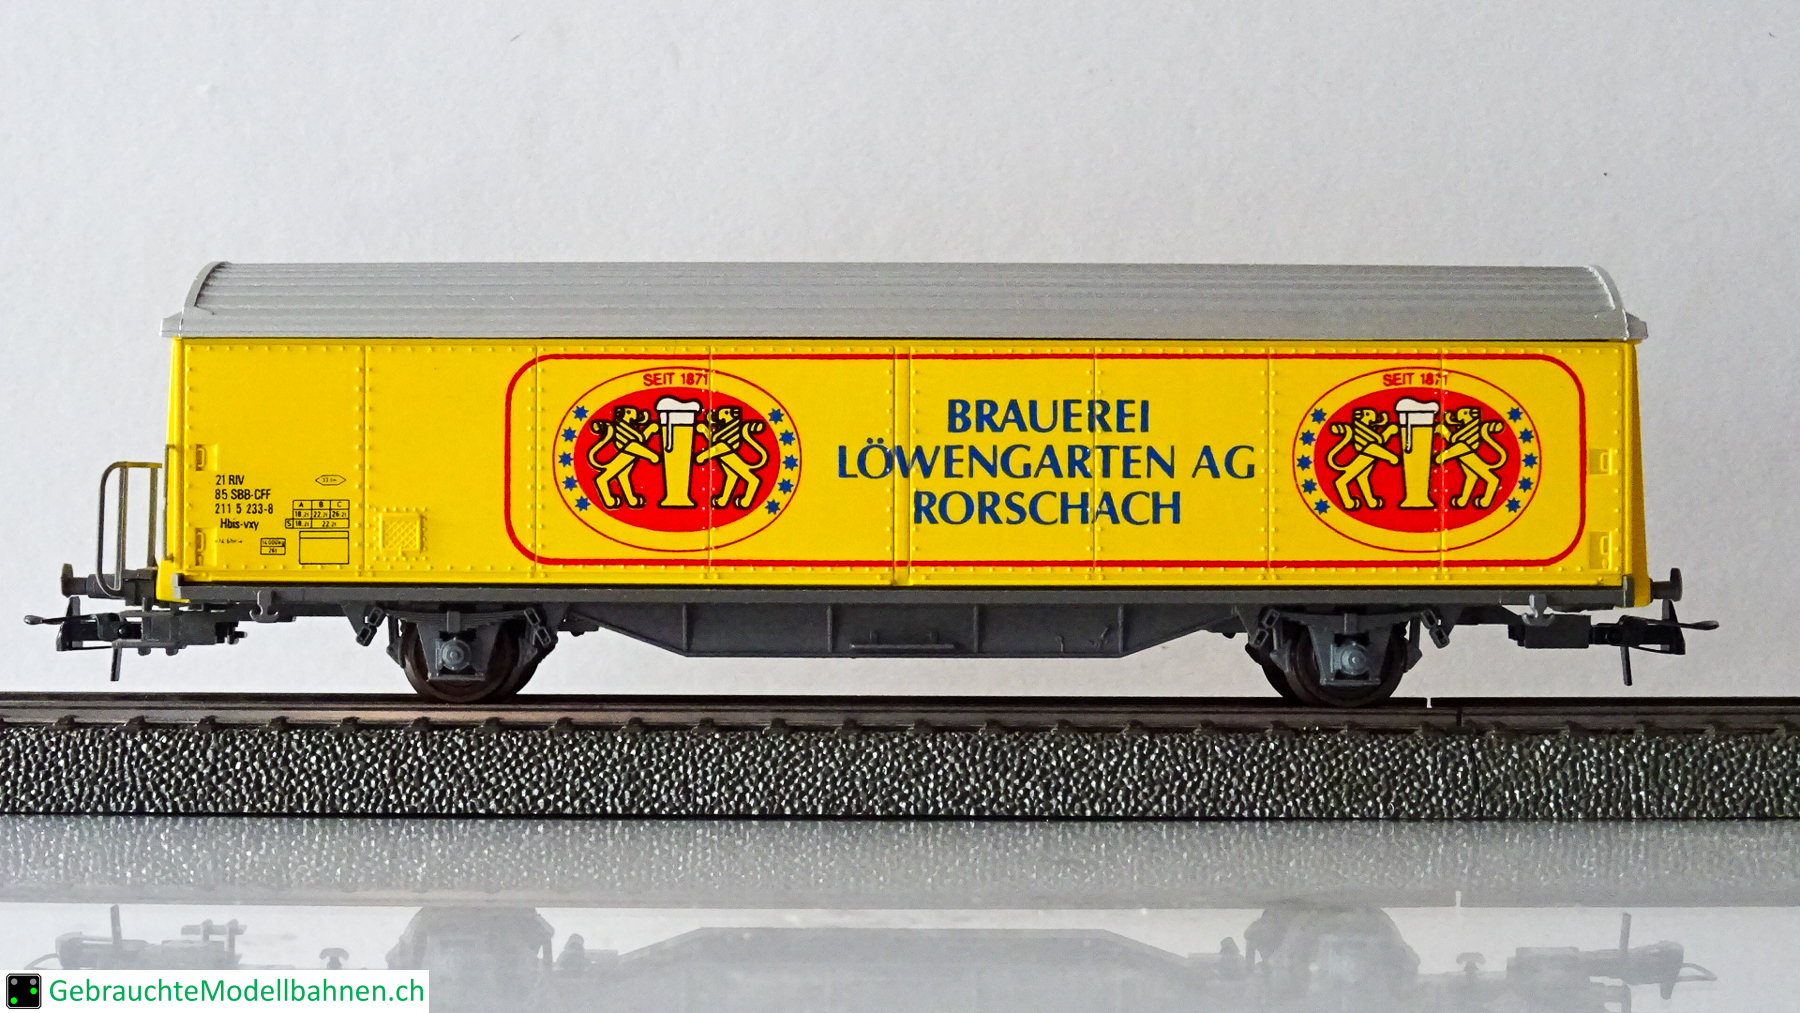 SEIT 1871
BRAUEREI
LÖWENGARTEN AG
RORSCHACH
SEIT 1871
21 RIV
85 SBB-CFF
211 5 233-8
Hbis-vxy
A B C
S
GebrauchteModellbahnen.ch